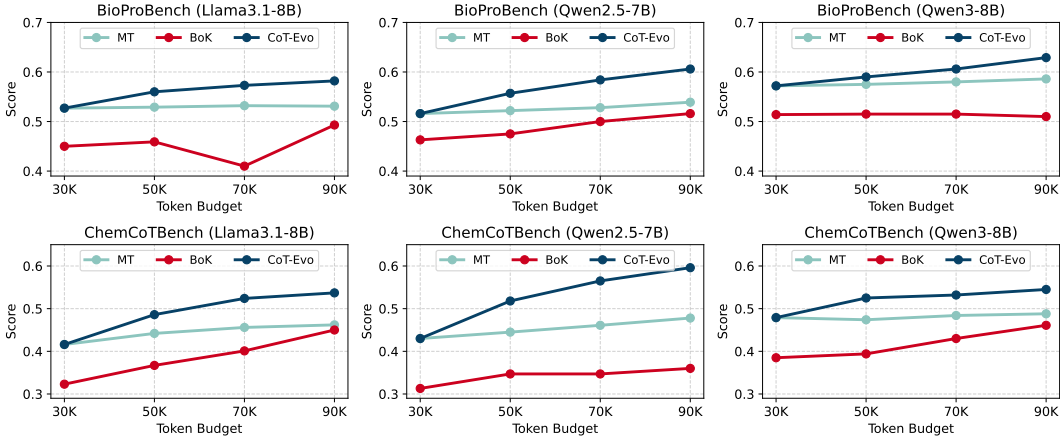 BioProBench (Llama3.1-8B)
MT BoK CoT-Evo
0.7
0.6
0.5
0.4
Score
30K 50K 70K 90K
Token Budget
BioProBench (Qwen2.5-7B)
MT BoK CoT-Evo
0.7
0.6
0.5
0.4
Score
30K 50K 70K 90K
Token Budget
BioProBench (Qwen3-8B)
MT BoK CoT-Evo
0.7
0.6
0.5
0.4
Score
30K 50K 70K 90K
Token Budget
ChemCoTBench (Llama3.1-8B)
MT BoK CoT-Evo
0.6
0.5
0.4
0.3
Score
30K 50K 70K 90K
Token Budget
ChemCoTBench (Qwen2.5-7B)
MT BoK CoT-Evo
0.6
0.5
0.4
0.3
Score
30K 50K 70K 90K
Token Budget
ChemCoTBench (Qwen3-8B)
MT BoK CoT-Evo
0.6
0.5
0.4
0.3
Score
30K 50K 70K 90K
Token Budget